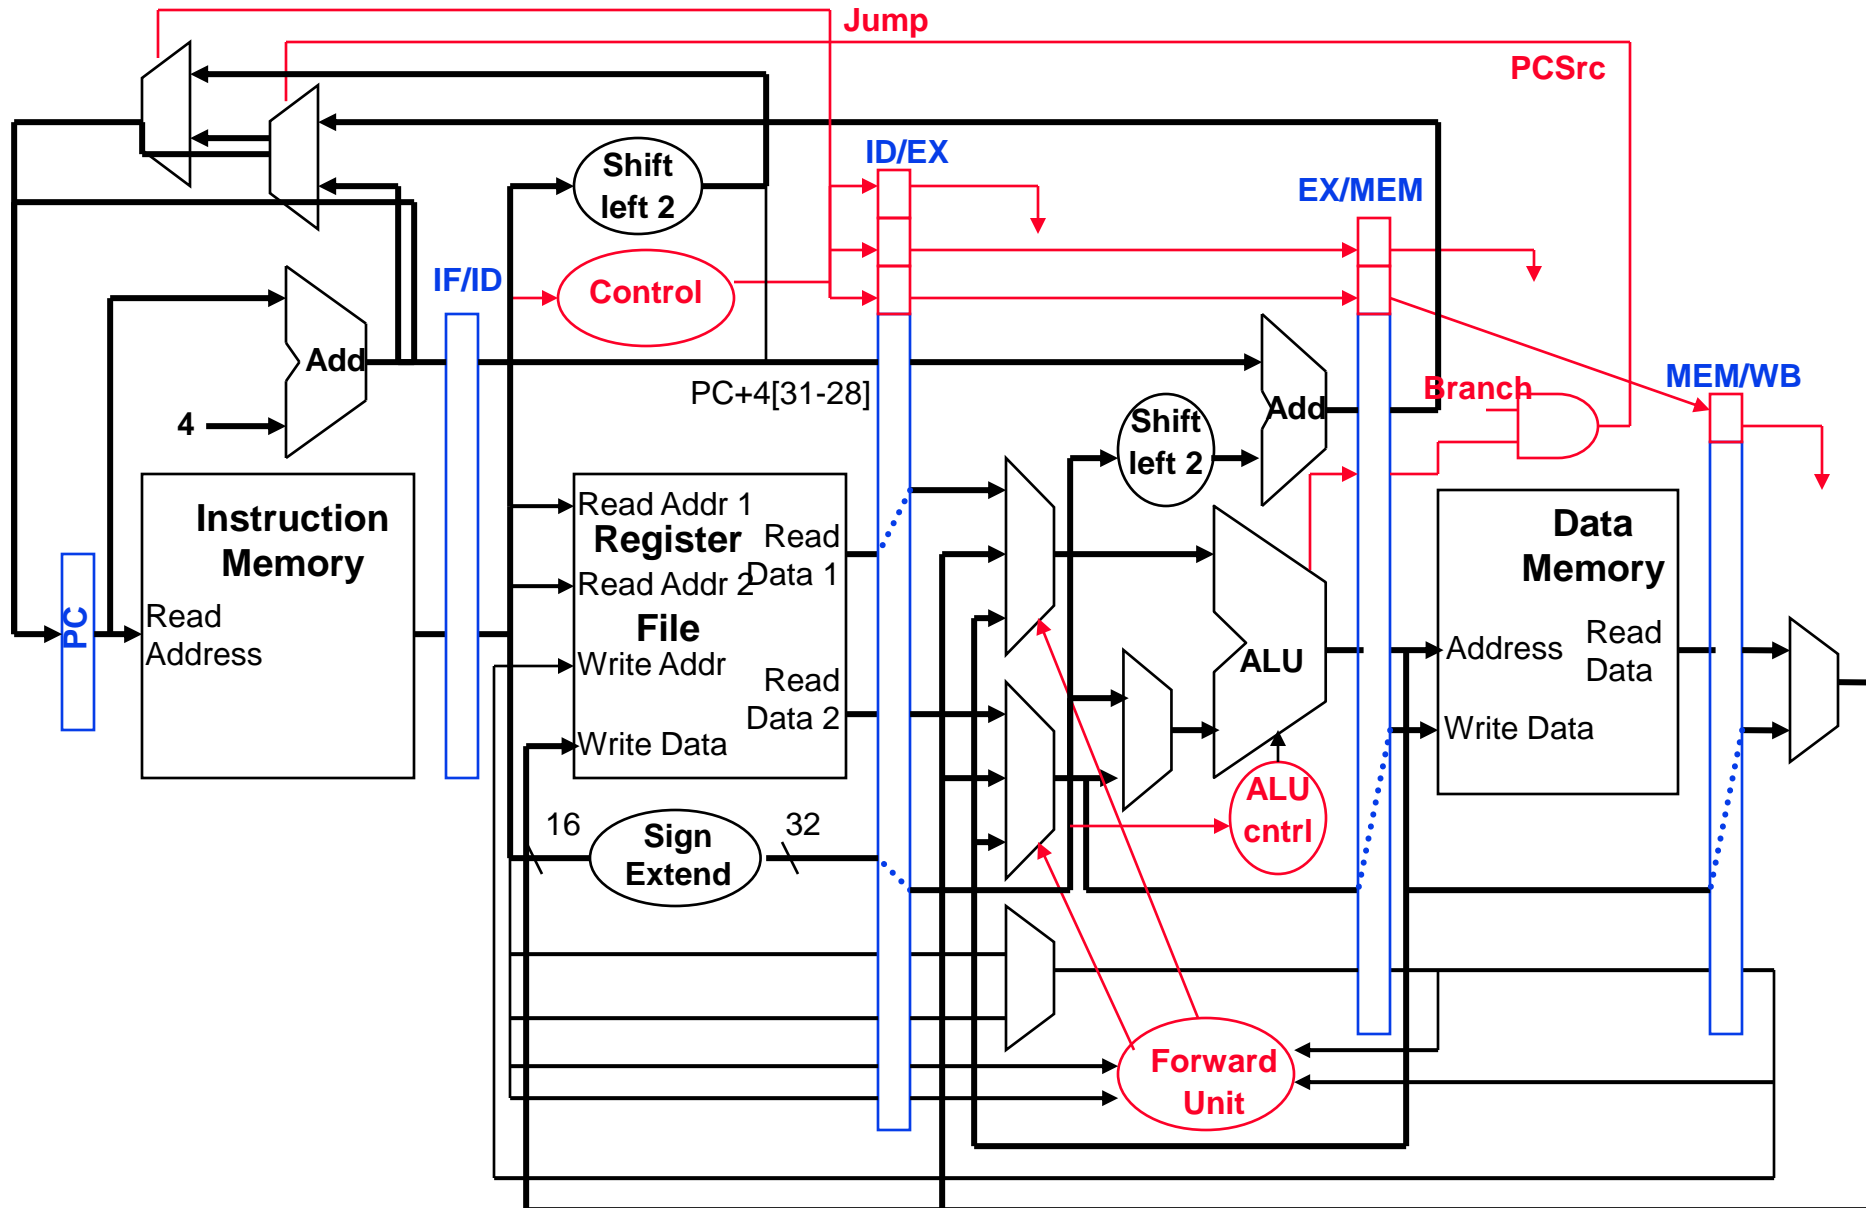 Jump
PCSrc
ID/EX
Shift
left 2
EX/MEM
IF/ID
Control
Add
PC+4[31-28]
MEM/WB
Branch
4
Shift
left 2
Add
Instruction
Memory
Read
Address
PC
Read Addr 1
Register
Read
Data 1
Read Addr 2
File
Write Addr
Read
Data 2
Write Data
ALU
Data
Memory
Address
Read
Data
Write Data
ALU
cntrl
16
Sign
Extend
32
Forward
Unit